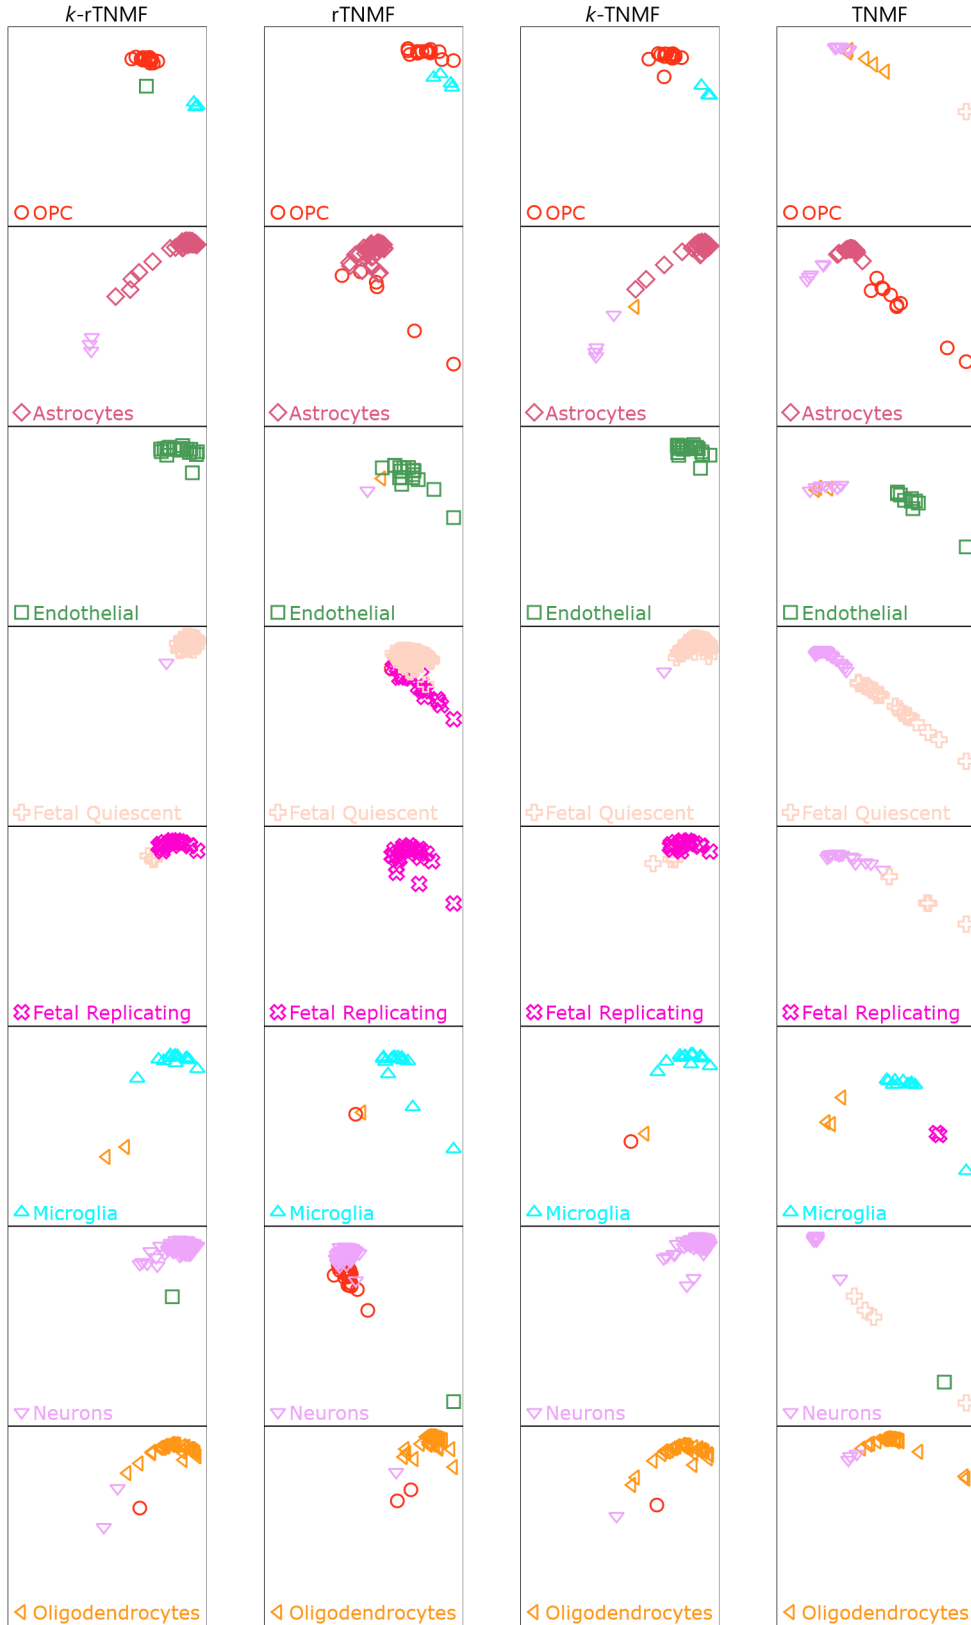 k-rTNMF rTNMF k-TNMF TNMF
OPC OPC OPC OPC
Astrocytes Astrocytes Astrocytes Astrocytes
Endothelial Endothelial Endothelial Endothelial
Fetal Quiescent Fetal Quiescent Fetal Quiescent Fetal Quiescent
Fetal Replicating Fetal Replicating Fetal Replicating Fetal Replicating
Microglia Microglia Microglia Microglia
Neurons Neurons Neurons Neurons
Oligodendrocytes Oligodendrocytes Oligodendrocytes Oligodendrocytes